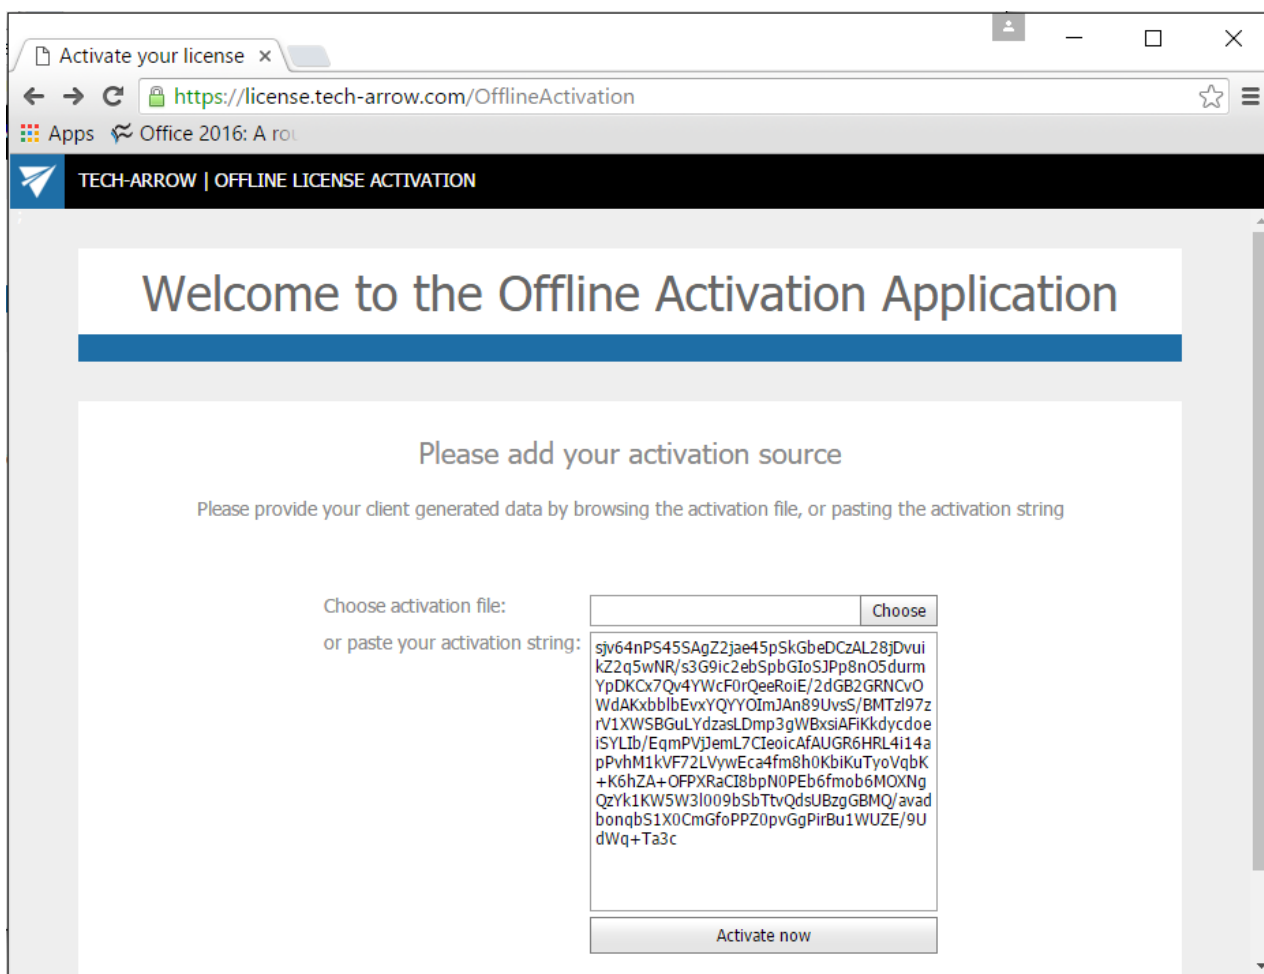 Activate your license
https://license.tech-arrow.com/OfflineActivation
Apps Office 2016: A rou
TECH-ARROW | OFFLINE LICENSE ACTIVATION
Welcome to the Offline Activation Application
Please add your activation source
Please provide your client generated data by browsing the activation file, or pasting the activation string
Choose activation file:
Choose
or paste your activation string:
sjv64nPS45SAgZ2jae45pSkGbeDCzAL28jDvui
kZ2q5wNR/s3G9ic2ebSpbGIoSJPp8nO5durm
YpDKCx7Qv4YWcF0rQeeRoiE/2dGB2GRNCvO
WdAKxbblbEvxYQYYOImJAn89UvsS/BMTzl97z
rV1XWSBGuLYdzasLDmp3gWBxsiAFiKkdycdoe
iSYLIb/EqmPVjJemL7CIeoicAfAUGR6HRL4i14a
pPvhM1kVF72LVywEca4fm8h0KbiKuTyoVqbK
+K6hZA+OFPXRaCI8bpN0PEb6fmob6MOXNg
QzYk1KW5W3l009bSbTtvQdsUBzgGBMQ/avad
bonqbS1X0CmGfoPPZ0pvGgPirBu1WUZE/9U
dWq+Ta3c
Activate now